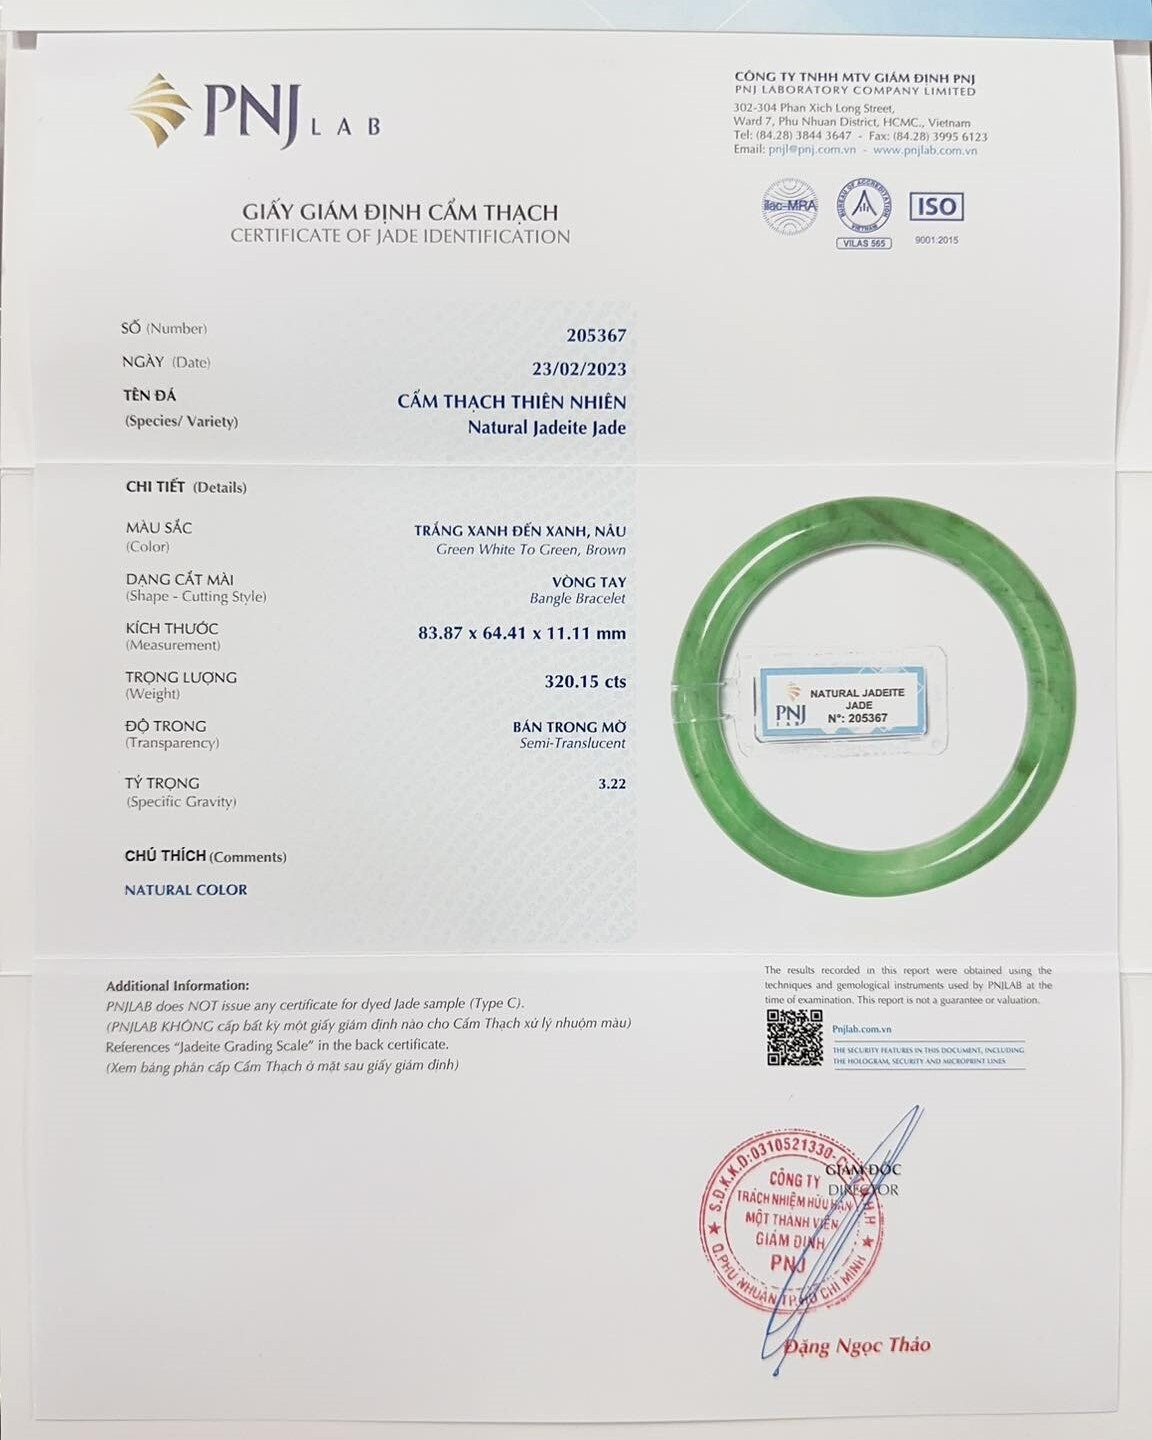 PNJ LAB
CÔNG TY TNHH MTV GIÁM ĐỊNH PNJ
PNJ LABORATORY COMPANY LIMITED
302-304 Phan Xich Long Street,
Ward 7, Phu Nhuan District, HCMC., Vietnam
Tel: (84.28) 3844 3647 - Fax: (84.28) 3995 6123
Email: pnjl@pnj.com.vn - www.pnjlab.com.vn
ilac-MRA
BUREAU OF ACCREDITATION
VIETNAM
VILAS 565
ISO
9001:2015
GIẤY GIÁM ĐỊNH CẨM THẠCH
CERTIFICATE OF JADE IDENTIFICATION
SỐ (Number)
205367
NGÀY (Date)
23/02/2023
TÊN ĐÁ
(Species/ Variety)
CẨM THẠCH THIÊN NHIÊN
Natural Jadeite Jade
CHI TIẾT (Details)
MÀU SẮC
(Color)
TRẮNG XANH ĐẾN XANH, NÂU
Green White To Green, Brown
DẠNG CẮT MÀI
(Shape - Cutting Style)
VÒNG TAY
Bangle Bracelet
KÍCH THƯỚC
(Measurement)
83.87 x 64.41 x 11.11 mm
TRỌNG LƯỢNG
(Weight)
320.15 cts
ĐỘ TRONG
(Transparency)
BÁN TRONG MỜ
Semi-Translucent
TỶ TRỌNG
(Specific Gravity)
3.22
CHÚ THÍCH (Comments)
NATURAL COLOR
PNJ
LAB
NATURAL JADEITE
JADE
N°: 205367
Additional Information:
PNJLAB does NOT issue any certificate for dyed Jade sample (Type C).
(PNJLAB KHÔNG cấp bất kỳ một giấy giám định nào cho Cẩm Thạch xử lý nhuộm màu)
References "Jadeite Grading Scale" in the back certificate.
(Xem bảng phân cấp Cẩm Thạch ở mặt sau giấy giám định)
The results recorded in this report were obtained using the
techniques and gemological instruments used by PNJLAB at the
time of examination. This report is not a guarantee or valuation.
Pnjlab.com.vn
THE SECURITY FEATURES IN THIS DOCUMENT, INCLUDING
THE HOLOGRAM, SECURITY AND MICROPRINT LINES
GIÁM ĐỐC
DIRECTOR
S.Đ.K.K.D:0310521330-C.T.T.N.H.H
CÔNG TY
TRÁCH NHIỆM HỮU HẠN
MỘT THÀNH VIÊN
GIÁM ĐỊNH
PNJ
Q.PHÚ NHUẬN TP.HỒ CHÍ MINH
Đặng Ngọc Thảo